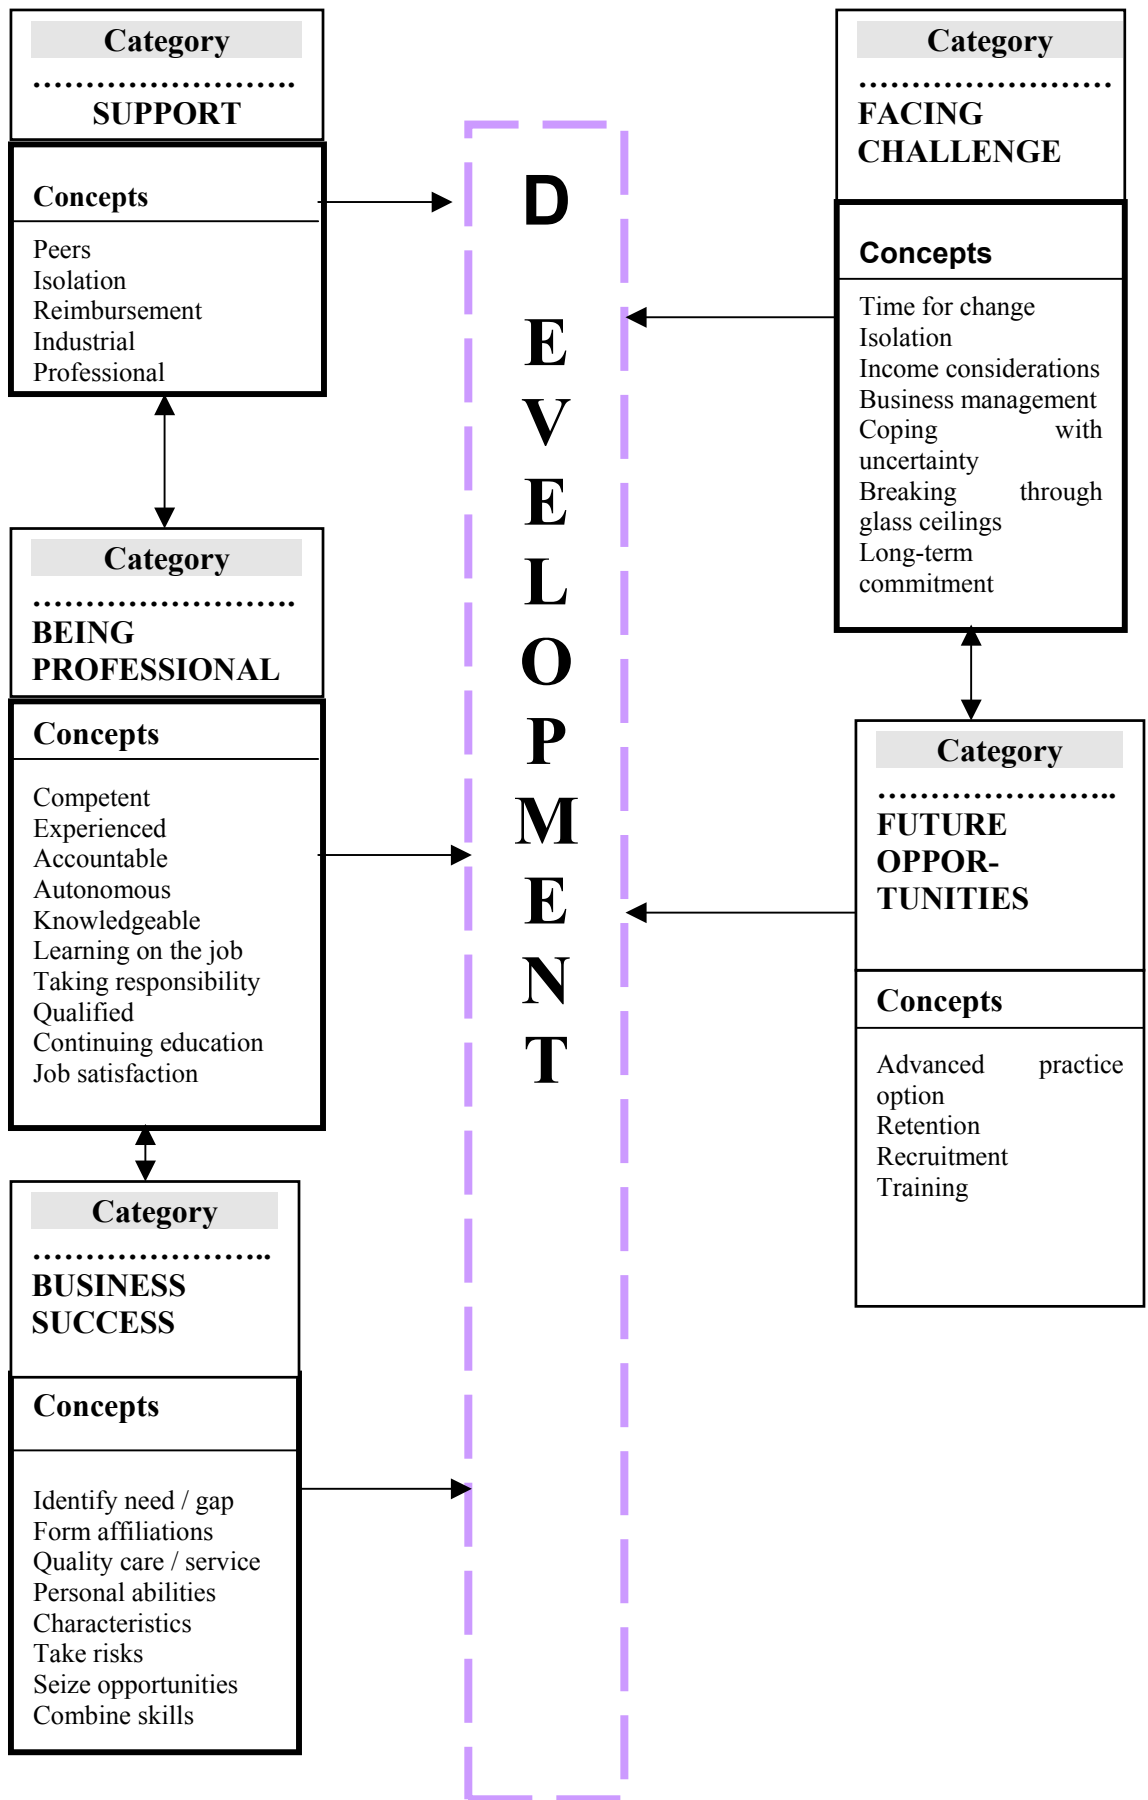 Category
……………………….
SUPPORT
Concepts
Peers
Isolation
Reimbursement
Industrial
Professional
Category
……………………….
BEING
PROFESSIONAL
Concepts
Competent
Experienced
Accountable
Autonomous
Knowledgeable
Learning on the job
Taking responsibility
Qualified
Continuing education
Job satisfaction
Category
…………………..
BUSINESS
SUCCESS
Concepts
Identify need / gap
Form affiliations
Quality care / service
Personal abilities
Characteristics
Take risks
Seize opportunities
Combine skills
D
E
V
E
L
O
P
M
E
N
T
Category
……………………
FACING
CHALLENGE
Concepts
Time for change
Isolation
Income considerations
Business management
Coping with
uncertainty
Breaking through
glass ceilings
Long-term
commitment
Category
…………………..
FUTURE
OPPOR-
TUNITIES
Concepts
Advanced practice
option
Retention
Recruitment
Training